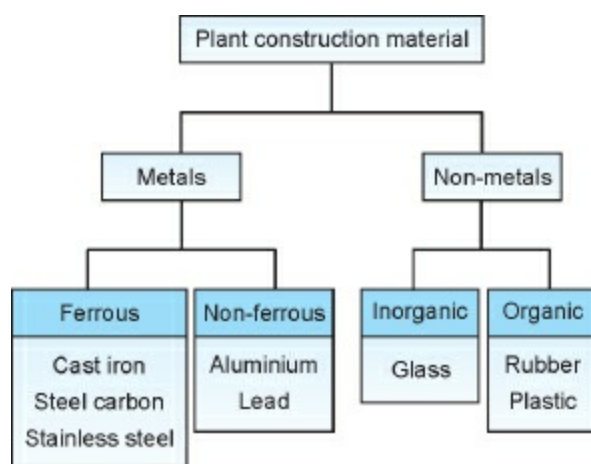 Plant construction material
Metals
Non-metals
Ferrous
Cast iron
Steel carbon
Stainless steel
Non-ferrous
Aluminium
Lead
Inorganic
Glass
Organic
Rubber
Plastic